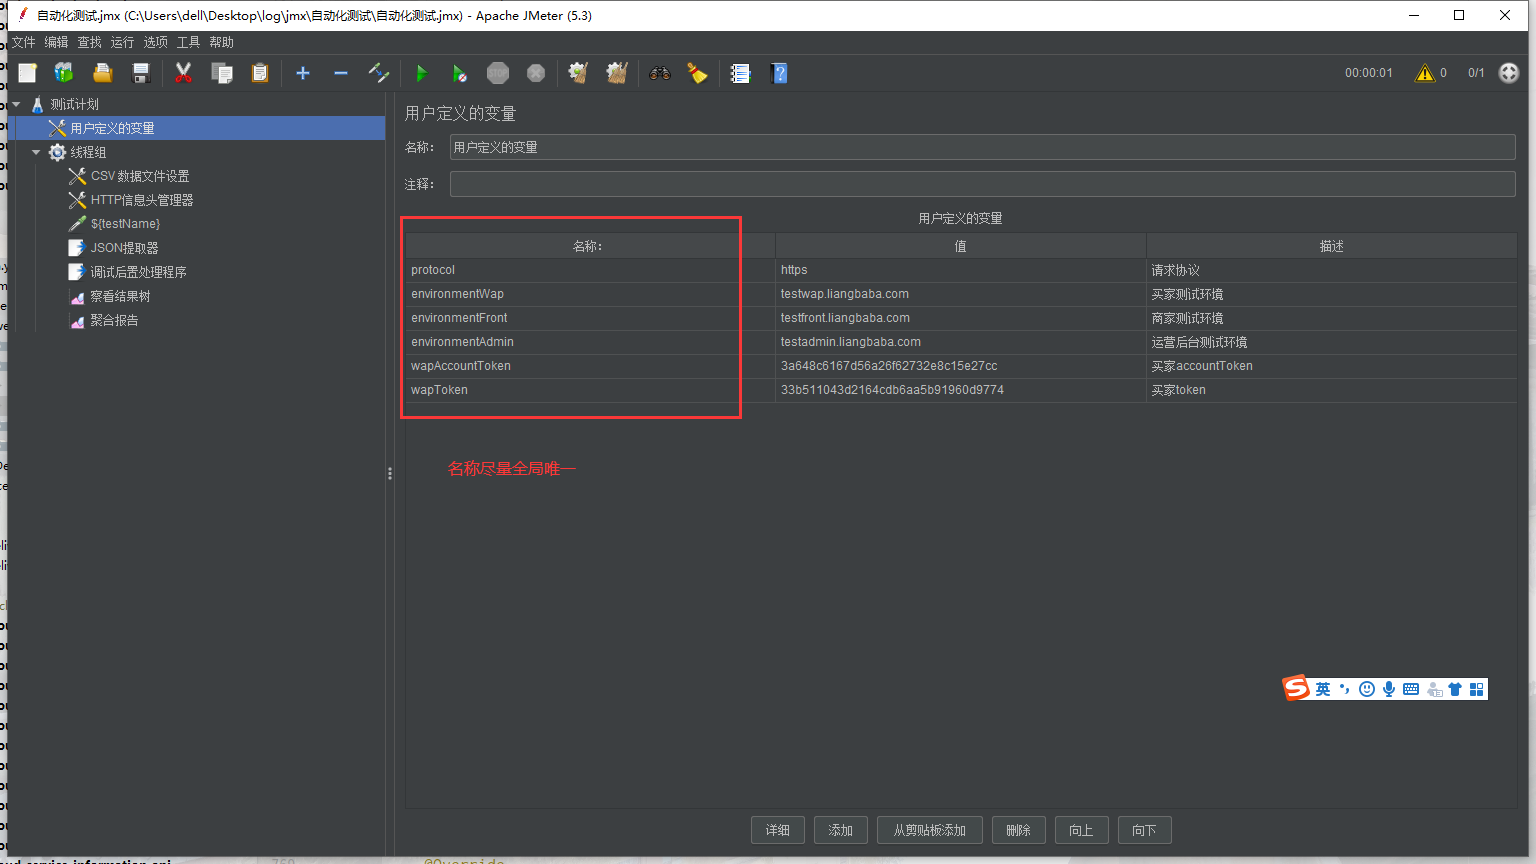 自动化测试.jmx (C:\Users\dell\Desktop\log\jmx\自动化测试\自动化测试.jmx) - Apache JMeter (5.3)
文件 编辑 查找 运行 选项 工具 帮助
STOP
00:00:01
0
0/1
测试计划
用户定义的变量
线程组
CSV 数据文件设置
HTTP信息头管理器
${testName}
JSON提取器
调试后置处理程序
察看结果树
聚合报告
用户定义的变量
名称: 用户定义的变量
注释:
用户定义的变量
名称: 值 描述
protocol https 请求协议
environmentWap testwap.liangbaba.com 买家测试环境
environmentFront testfront.liangbaba.com 商家测试环境
environmentAdmin testadmin.liangbaba.com 运营后台测试环境
wapAccountToken 3a648c6167d56a26f62732e8c15e27cc 买家accountToken
wapToken 33b511043d2164cdb6aa5b91960d9774 买家token
名称尽量全局唯一
英
详细 添加 从剪贴板添加 删除 向上 向下